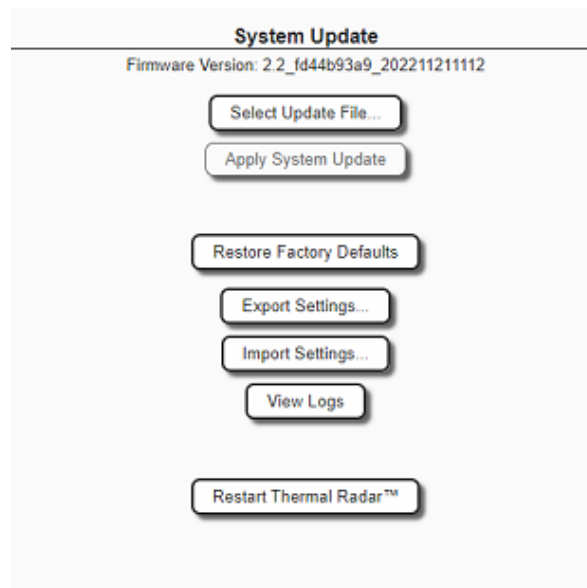 System Update
Firmware Version: 2.2_fd44b93a9_202211211112
Select Update File...
Apply System Update
Restore Factory Defaults
Export Settings...
Import Settings...
View Logs
Restart Thermal Radar™